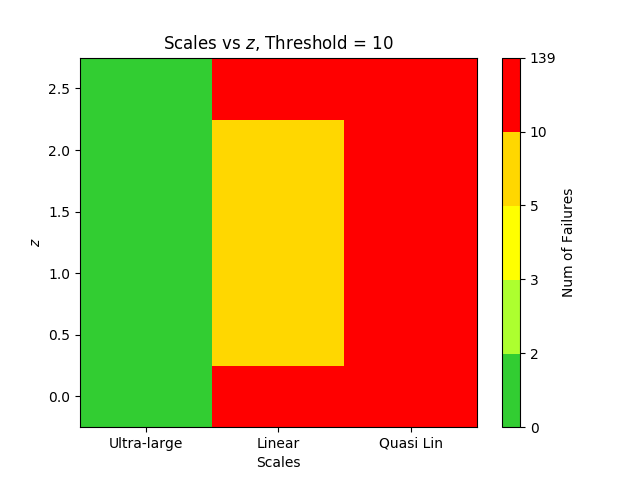 Scales vs z, Threshold = 10
2.5
2.0
1.5
1.0
0.5
0.0
z
Ultra-large
Linear
Quasi Lin
Scales
139
10
5
3
2
0
Num of Failures